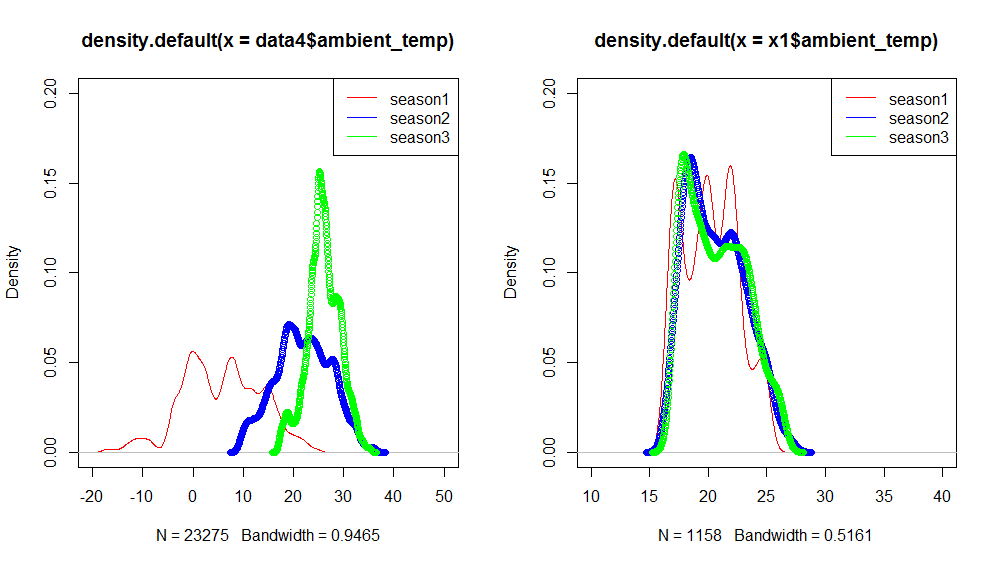 density.default(x = data4$ambient_temp)
season1
season2
season3
Density
0.00
0.05
0.10
0.15
0.20
-20
-10
0
10
20
30
40
50
N = 23275 Bandwidth = 0.9465
density.default(x = x1$ambient_temp)
season1
season2
season3
Density
0.00
0.05
0.10
0.15
0.20
10
15
20
25
30
35
40
N = 1158 Bandwidth = 0.5161